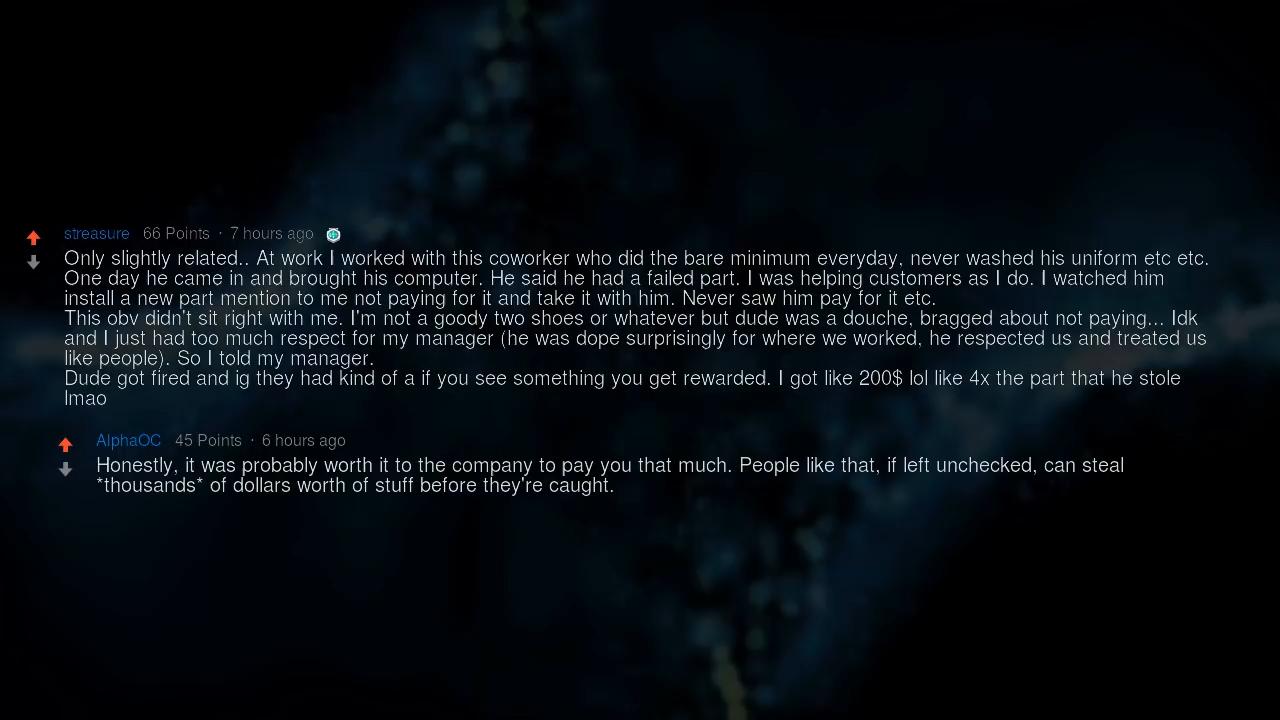 streasure 66 Points · 7 hours ago
Only slightly related.. At work I worked with this coworker who did the bare minimum everyday, never washed his uniform etc etc.
One day he came in and brought his computer. He said he had a failed part. I was helping customers as I do. I watched him
install a new part mention to me not paying for it and take it with him. Never saw him pay for it etc.
This obv didn't sit right with me. I'm not a goody two shoes or whatever but dude was a douche, bragged about not paying... Idk
and I just had too much respect for my manager (he was dope surprisingly for where we worked, he respected us and treated us
like people). So I told my manager.
Dude got fired and ig they had kind of a if you see something you get rewarded. I got like 200$ lol like 4x the part that he stole
lmao
AlphaOC 45 Points · 6 hours ago
Honestly, it was probably worth it to the company to pay you that much. People like that, if left unchecked, can steal
*thousands* of dollars worth of stuff before they're caught.